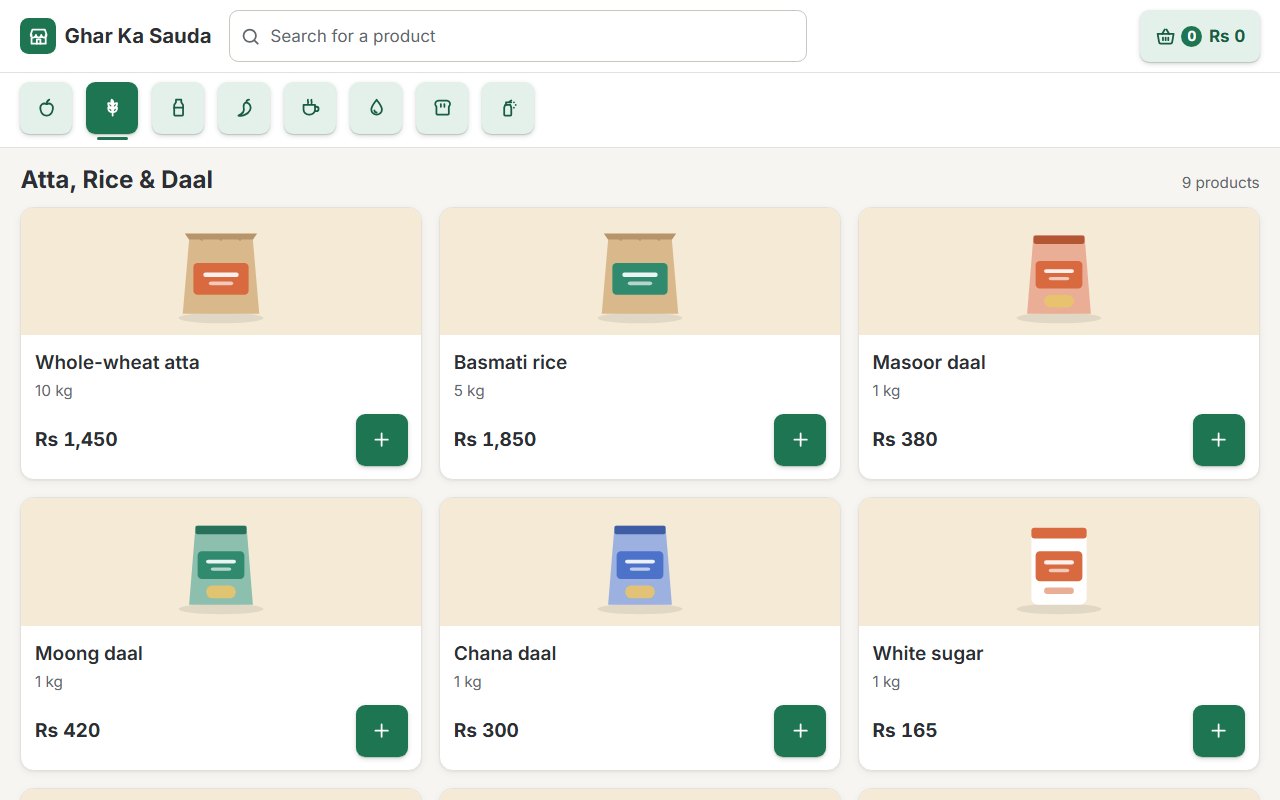 Ghar Ka Sauda
Search for a product
0 Rs 0
Atta, Rice & Daal
9 products
Whole-wheat atta
10 kg
Rs 1,450
Basmati rice
5 kg
Rs 1,850
Masoor daal
1 kg
Rs 380
Moong daal
1 kg
Rs 420
Chana daal
1 kg
Rs 300
White sugar
1 kg
Rs 165